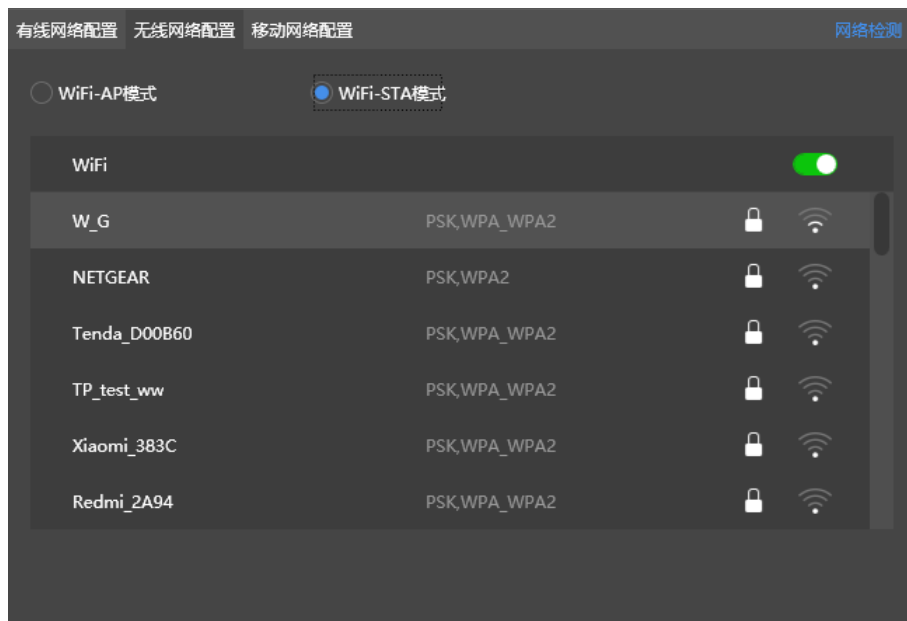 有线网络配置 无线网络配置 移动网络配置 网络检测
WiFi-AP模式 WiFi-STA模式
WiFi
W_G PSK,WPA_WPA2
NETGEAR PSK,WPA2
Tenda_D00B60 PSK,WPA_WPA2
TP_test_ww PSK,WPA_WPA2
Xiaomi_383C PSK,WPA_WPA2
Redmi_2A94 PSK,WPA_WPA2